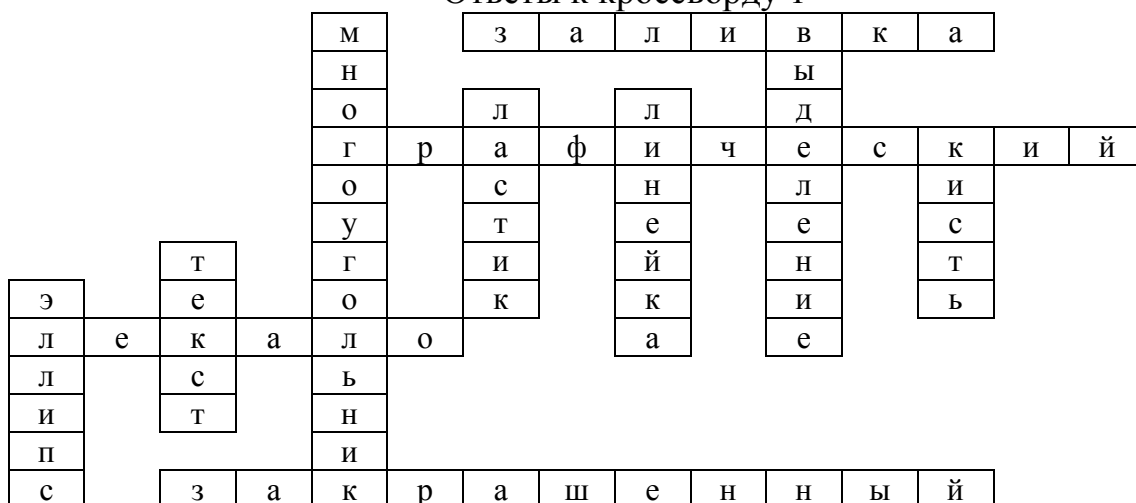 Ответы к кроссворду 1
м з а л и в к а
н ы
о л л д
г р а ф и ч е с к и й
о с н л и
у т е е с
т г и й н т
э е о к к и ь
л е к а л о а е
л с ь
и т н
п и
с з а к р а ш е н н ы й